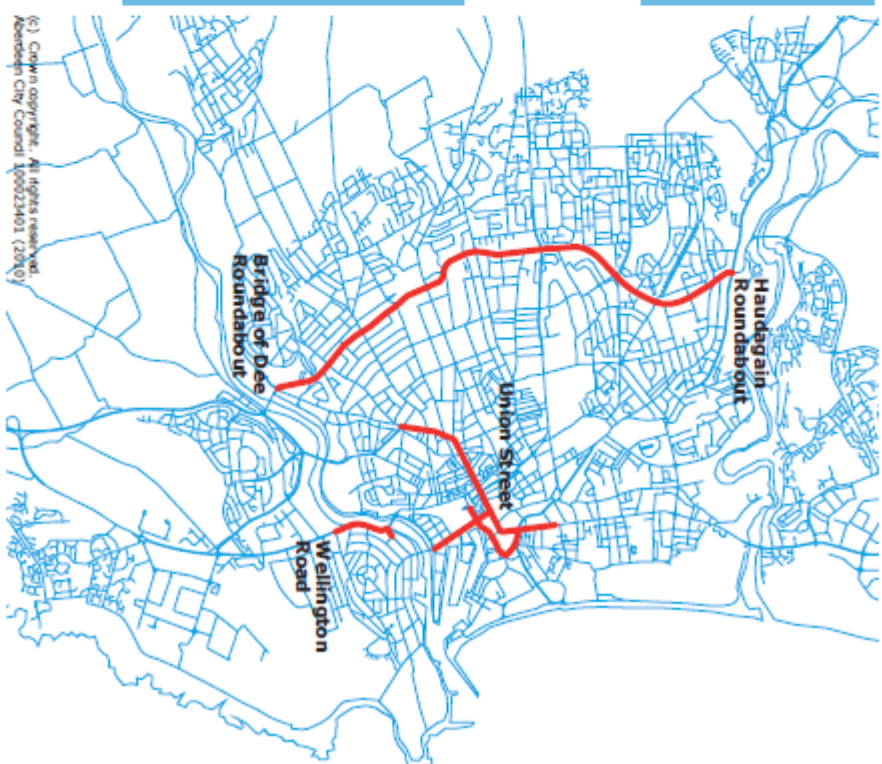 Haudagain
Roundabout
Union Street
Bridge of Dee
Roundabout
Wellington
Road
(c) Crown copyright. All rights reserved.
Aberdeen City Council 100023401 (2010)